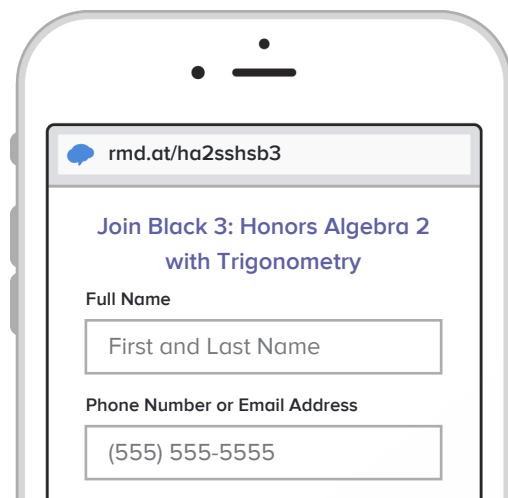 rmd.at/ha2sshsb3
Join Black 3: Honors Algebra 2
with Trigonometry
Full Name
First and Last Name
Phone Number or Email Address
(555) 555-5555